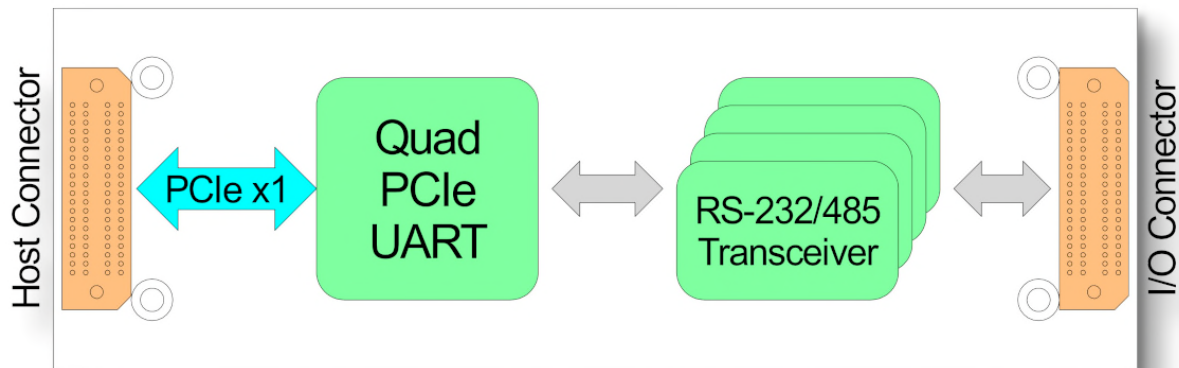 Host Connector
PCIe x1
Quad
PCIe
UART
RS-232/485
Transceiver
I/O Connector